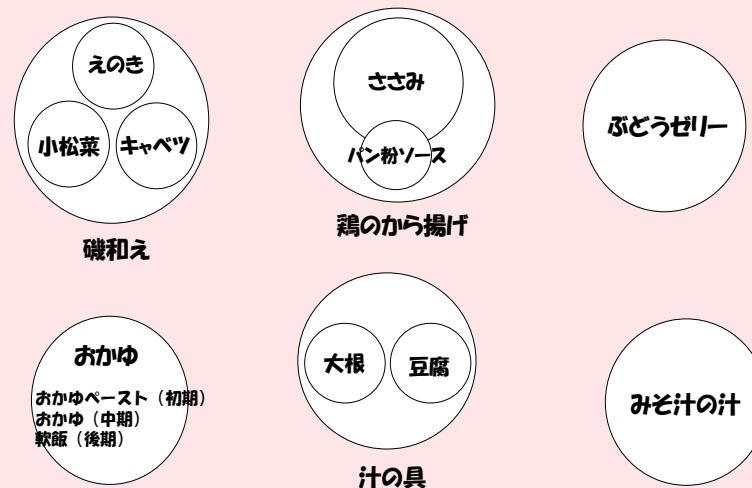 えのき
小松菜
キャベツ
磯和え
ささみ
パン粉ソース
鶏のから揚げ
ぶどうゼリー
おかゆ
おかゆペースト（初期）
おかゆ（中期）
軟飯（後期）
大根
豆腐
汁の具
みそ汁の汁